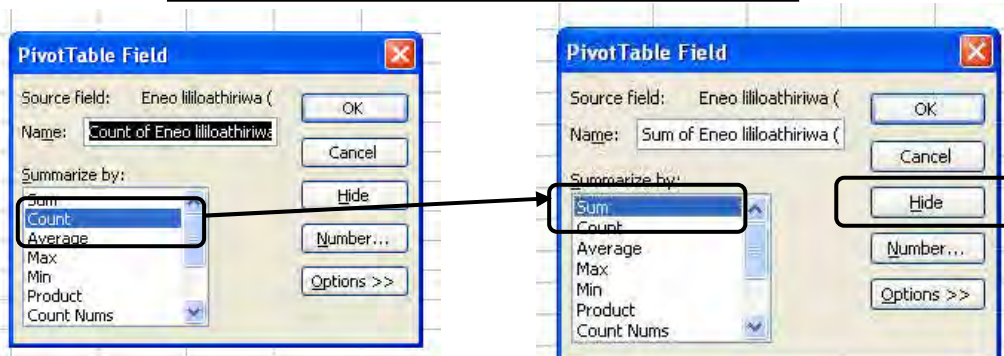 PivotTable Field
Source field: Eneo lililoathiriwa (
OK
Name: Count of Eneo lililoathiriwa
Cancel
Summarize by:
Hide
Sum
Count
Average
Number...
Max
Min
Options >>
Product
Count Nums
PivotTable Field
Source field: Eneo lililoathiriwa (
OK
Name: Sum of Eneo lililoathiriwa (
Cancel
Summarize by:
Hide
Sum
Count
Average
Number...
Max
Min
Options >>
Product
Count Nums